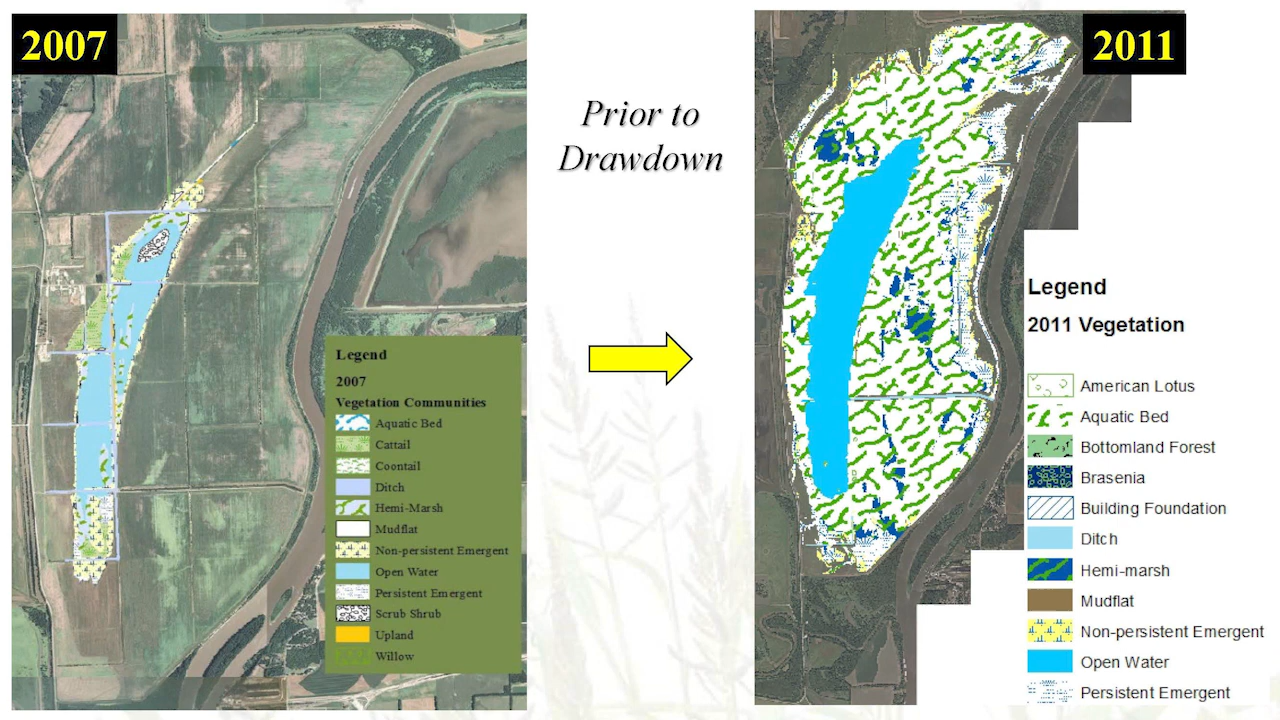 2007
Prior to
Drawdown
2011
Legend
2007
Vegetation Communities
Aquatic Bed
Cattail
Coontail
Ditch
Hemi-Marsh
Mudflat
Non-persistent Emergent
Open Water
Persistent Emergent
Scrub Shrub
Upland
Willow
Legend
2011 Vegetation
American Lotus
Aquatic Bed
Bottomland Forest
Brasenia
Building Foundation
Ditch
Hemi-marsh
Mudflat
Non-persistent Emergent
Open Water
Persistent Emergent